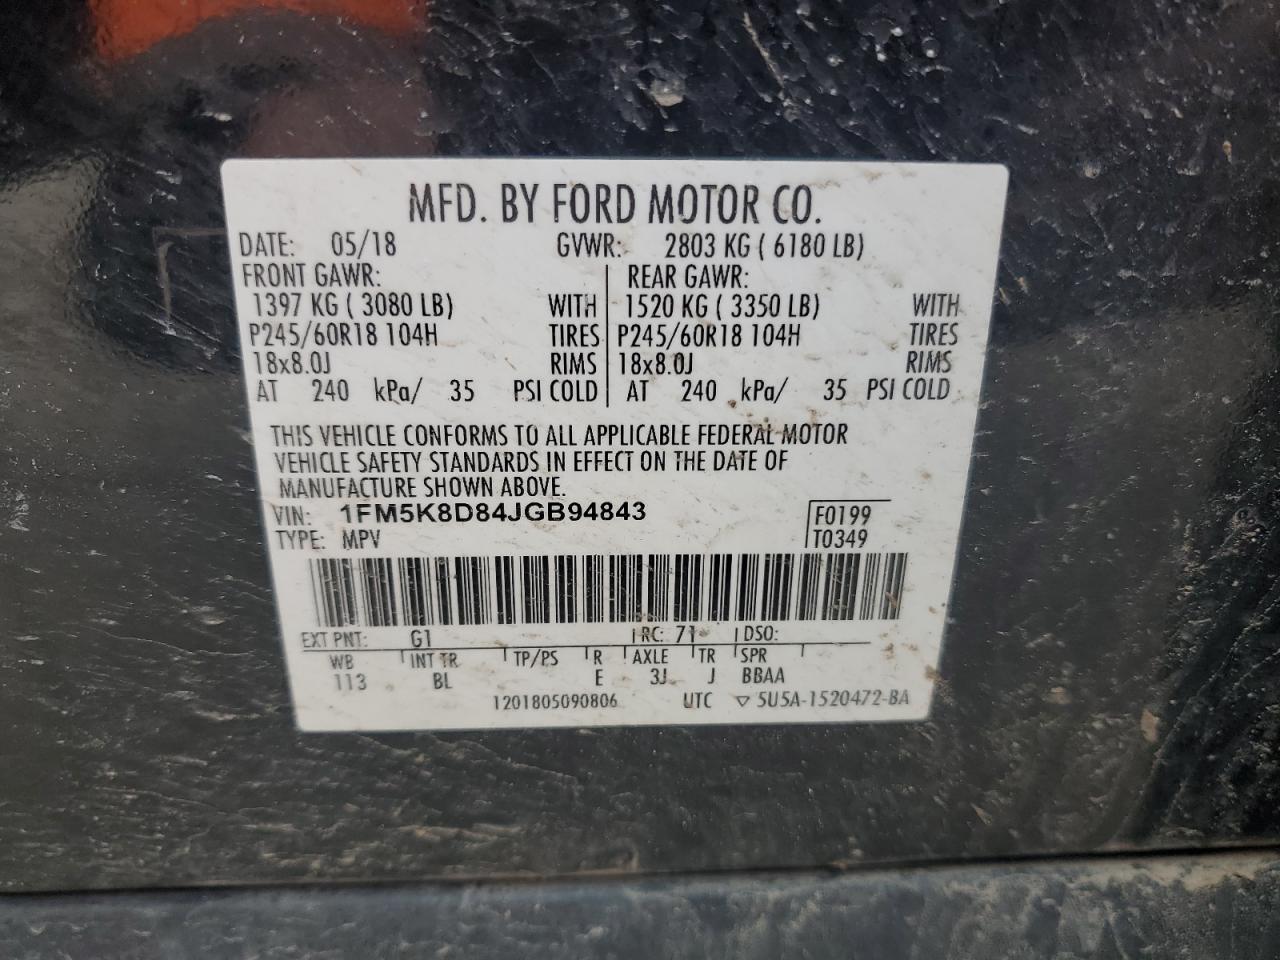 MFD. BY FORD MOTOR CO.
DATE: 05/18 GVWR: 2803 KG ( 6180 LB)
FRONT GAWR: REAR GAWR:
1397 KG ( 3080 LB) WITH 1520 KG ( 3350 LB) WITH
P245/60R18 104H TIRES P245/60R18 104H TIRES
18x8.0J RIMS 18x8.0J RIMS
AT 240 kPa/ 35 PSI COLD AT 240 kPa/ 35 PSI COLD
THIS VEHICLE CONFORMS TO ALL APPLICABLE FEDERAL MOTOR
VEHICLE SAFETY STANDARDS IN EFFECT ON THE DATE OF
MANUFACTURE SHOWN ABOVE.
VIN: 1FM5K8D84JGB94843 F0199
TYPE: MPV T0349
EXT PNT: G1 RC: 71 DSO:
WB INT TR TP/PS R AXLE TR SPR
113 BL E 3J J BBAA
1201805090806 UTC ▽ 5U5A-1520472-BA